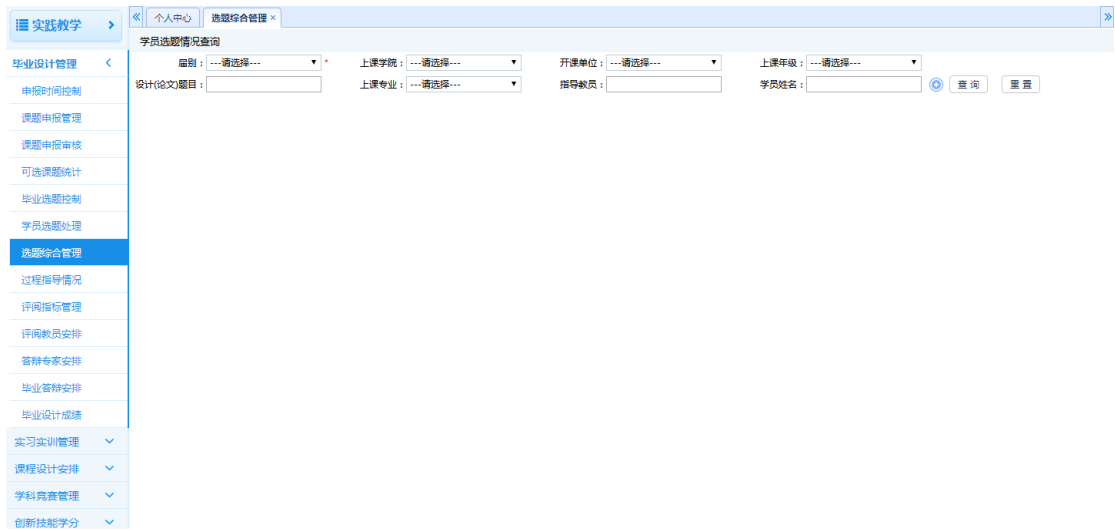 实践教学
毕业设计管理
申报时间控制
课题申报管理
课题申报审核
可选课题统计
毕业选题控制
学员选题处理
选题综合管理
过程指导情况
评阅指标管理
评阅教员安排
答辩专家安排
毕业答辩安排
毕业设计成绩
实习实训管理
课程设计安排
学科竞赛管理
创新技能学分
个人中心 选题综合管理 ×
学员选题情况查询
届别： ---请选择--- * 上课学院： ---请选择--- 开课单位： ---请选择--- 上课年级： ---请选择---
设计(论文)题目： 上课专业： ---请选择--- 指导教员： 学员姓名： 查 询 重 置